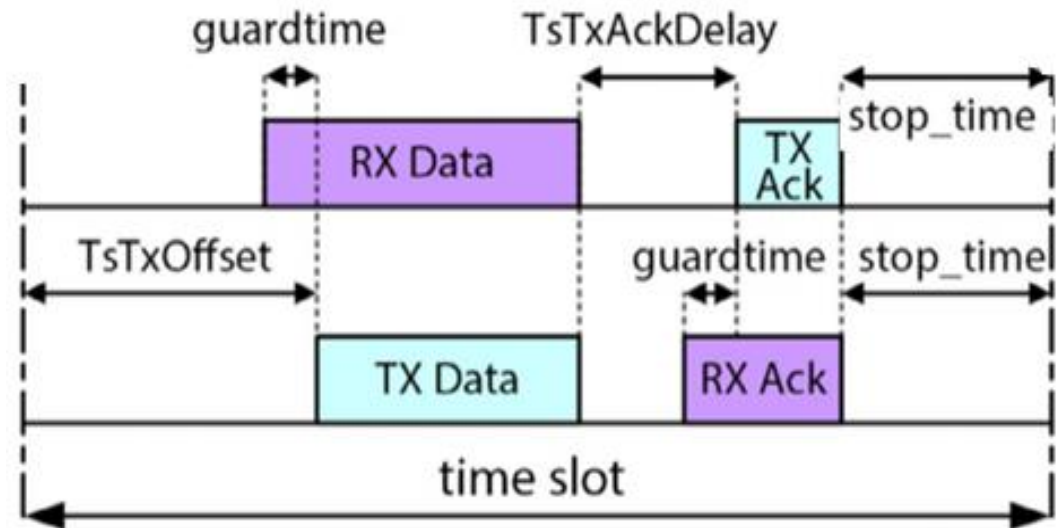 guardtime TsTxAckDelay
stop_time
RX Data
TX
Ack
TsTxOffset
guardtime stop_time
TX Data
RX Ack
time slot